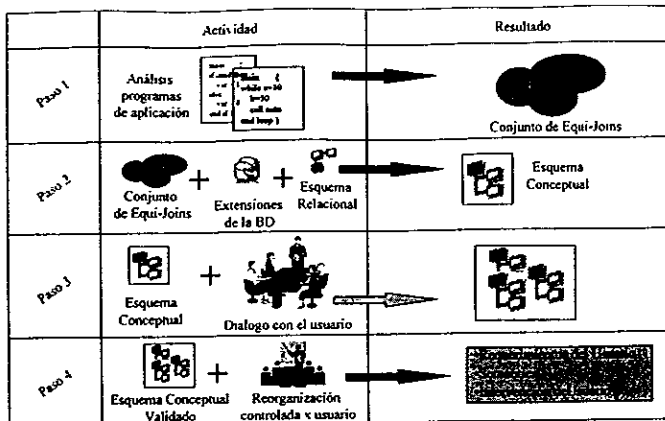 Actividad
Resultado
Paso 1
Análisis
programas
de aplicación
while x=30
end loop }
Conjunto de Equi-Joins
Paso 2
Conjunto
de Equi-Joins
+
Extensiones
de la BD
+
Esquema
Relacional
Esquema
Conceptual
Paso 3
Esquema
Conceptual
+
Dialogo con el usuario
Paso 4
Esquema Conceptual
Validado
+
Reorganización
controlada x usuario